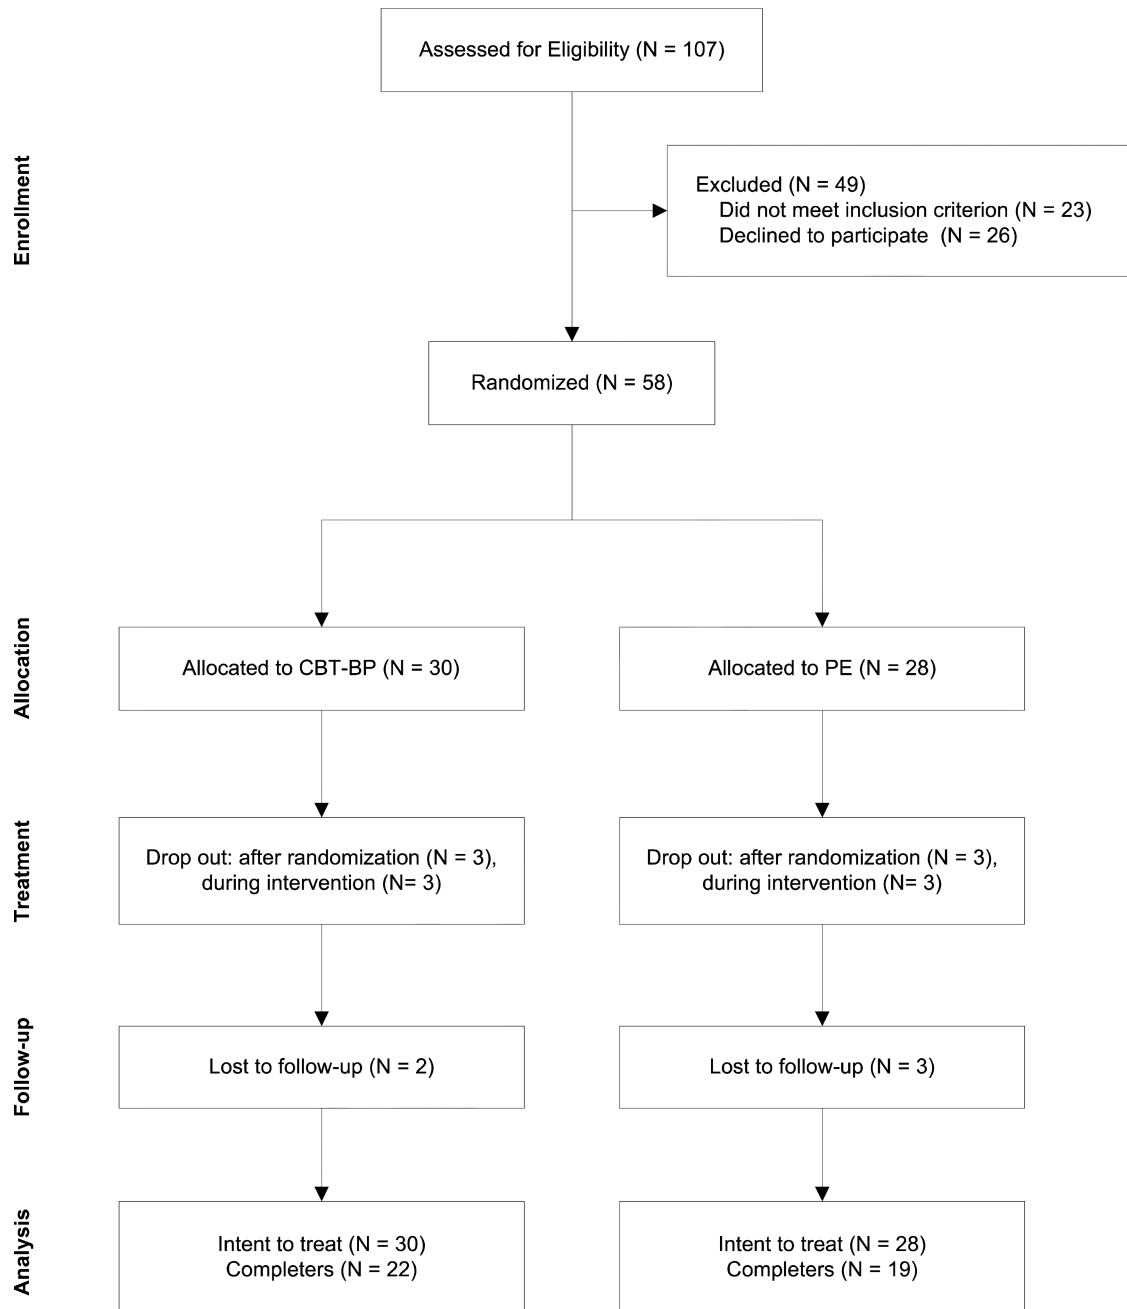 Assessed for Eligibility (N = 107)
Enrollment
Excluded (N = 49)
Did not meet inclusion criterion (N = 23)
Declined to participate (N = 26)
Randomized (N = 58)
Allocation
Allocated to CBT-BP (N = 30)
Allocated to PE (N = 28)
Treatment
Drop out: after randomization (N = 3),
during intervention (N= 3)
Drop out: after randomization (N = 3),
during intervention (N= 3)
Follow-up
Lost to follow-up (N = 2)
Lost to follow-up (N = 3)
Analysis
Intent to treat (N = 30)
Completers (N = 22)
Intent to treat (N = 28)
Completers (N = 19)